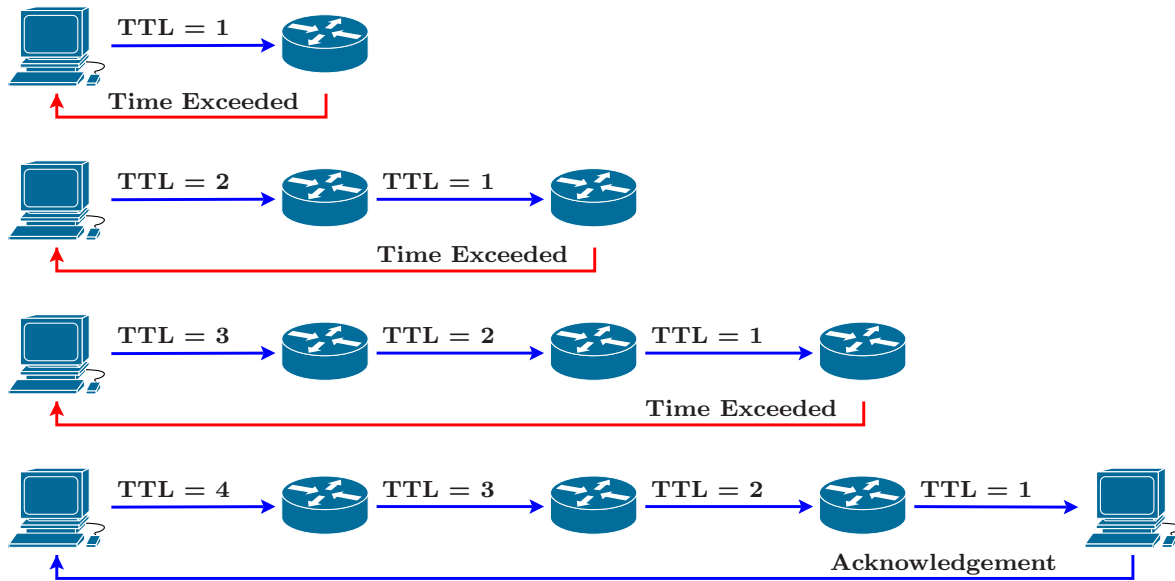 TTL = 1
Time Exceeded
TTL = 2
TTL = 1
Time Exceeded
TTL = 3
TTL = 2
TTL = 1
Time Exceeded
TTL = 4
TTL = 3
TTL = 2
TTL = 1
Acknowledgement